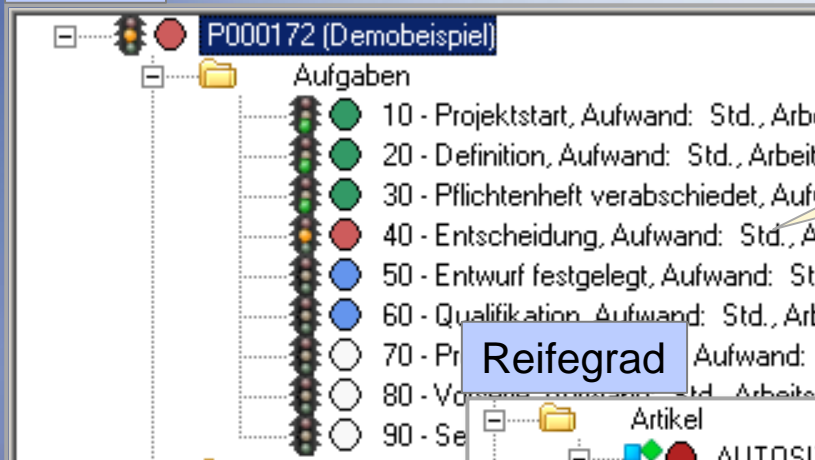 P000172 (Demobeispiel)
Aufgaben
10 - Projektstart, Aufwand: Std., Arb
20 - Definition, Aufwand: Std., Arbeit
30 - Pflichtenheft verabschiedet, Auf
40 - Entscheidung, Aufwand: Std., A
50 - Entwurf festgelegt, Aufwand: St
60 - Qualifikation, Aufwand: Std., Arb
70 - Pr Aufwand:
Reifegrad
80 - Vo Std., Arbeits
90 - Se
Artikel